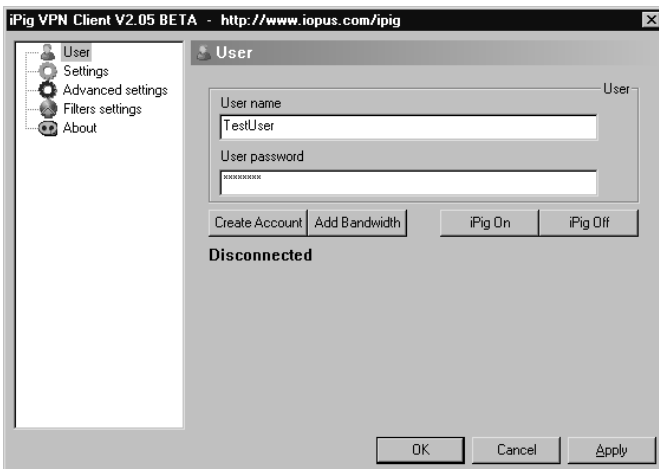 iPig VPN Client V2.05 BETA - http://www.iopus.com/ipig
User
Settings
Advanced settings
Filters settings
About
User
User
User name
TestUser
User password
××××××××
Create Account
Add Bandwidth
iPig On
iPig Off
Disconnected
OK
Cancel
Apply